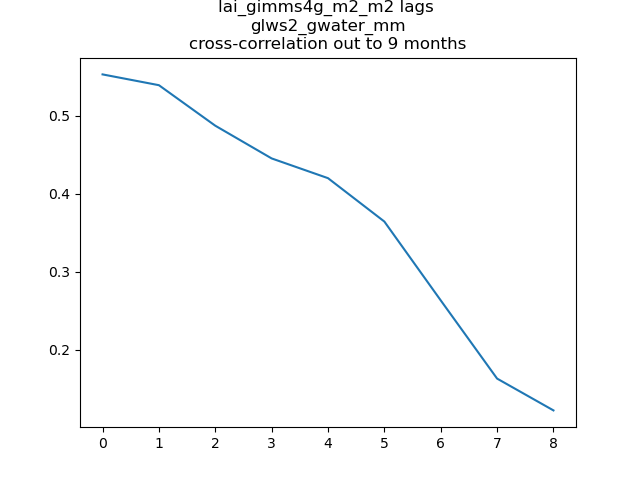 lai_gimms4g_m2_m2 lags
glws2_gwater_mm
cross-correlation out to 9 months
0.5
0.4
0.3
0.2
0 1 2 3 4 5 6 7 8